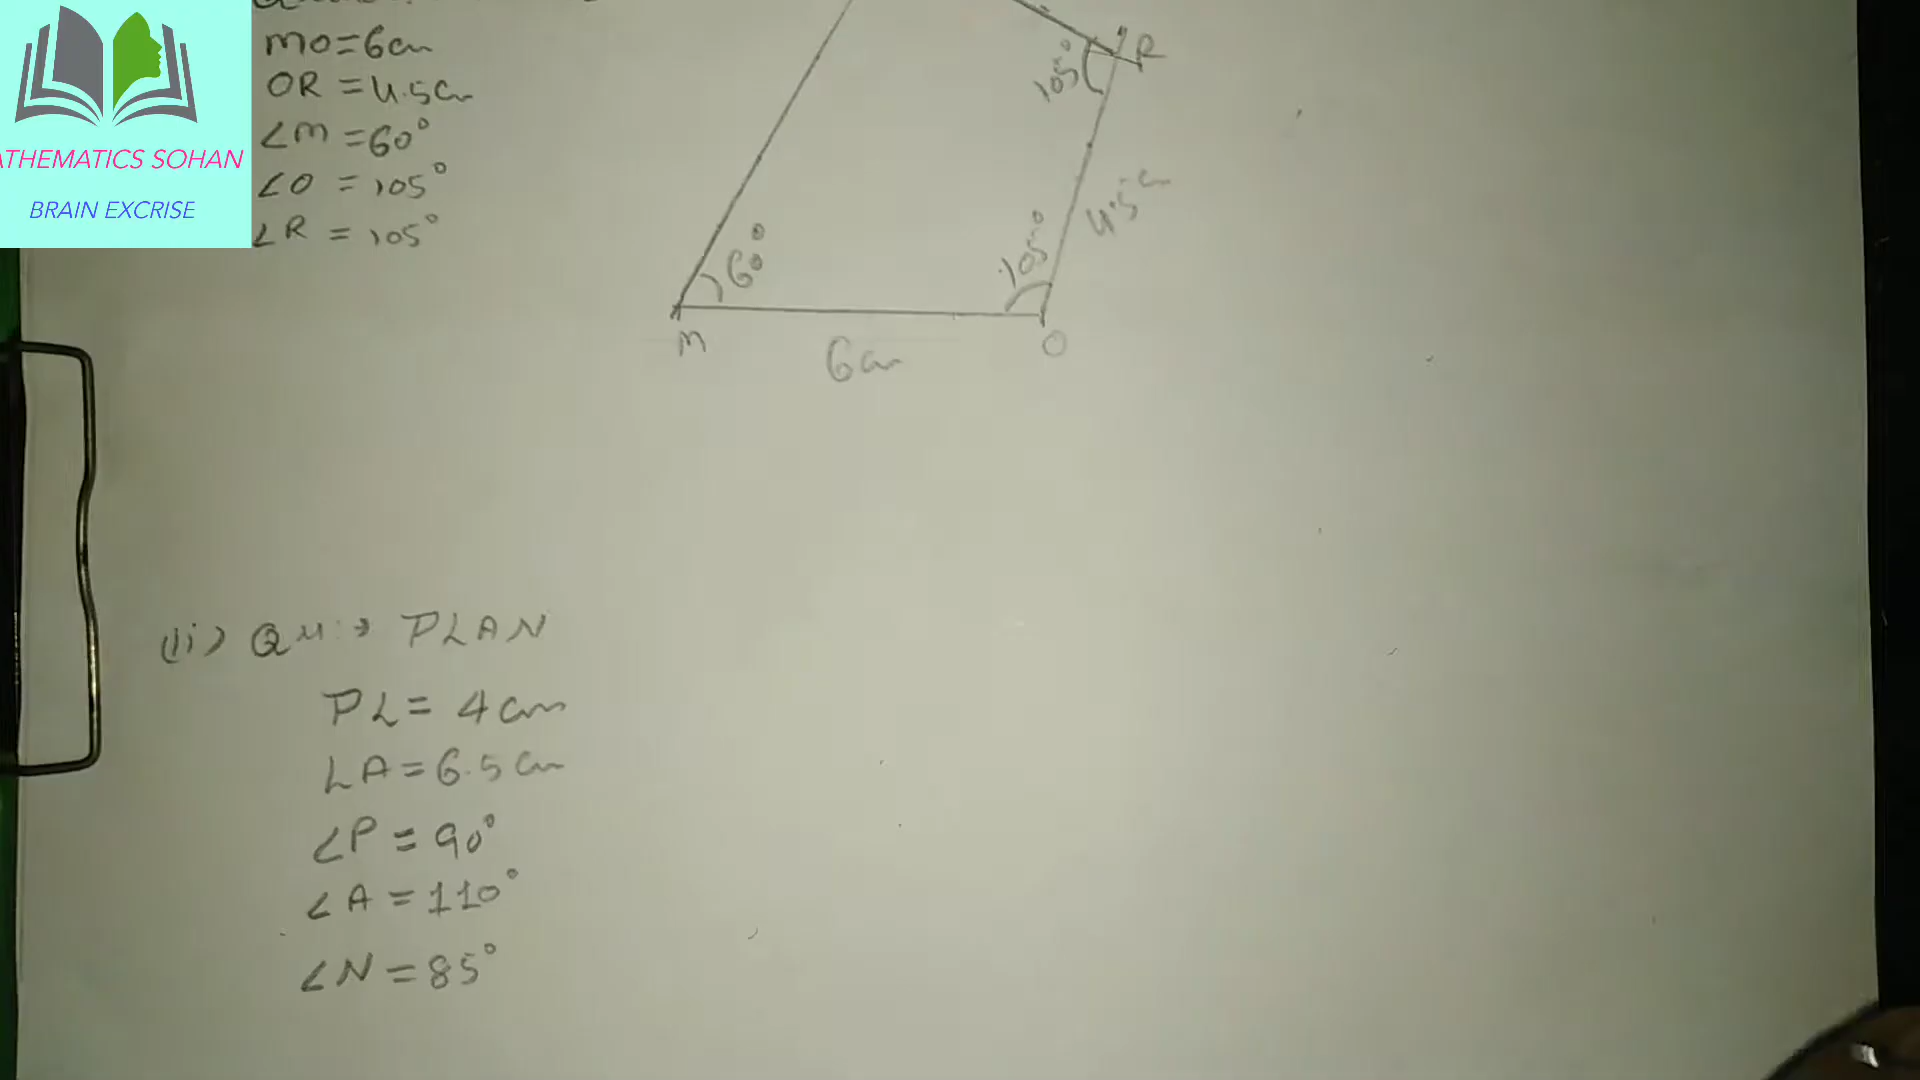 MO=6cm
OR=4.5cm
∠M=60°
∠O=105°
∠R=105°
MATHEMATICS SOHAN
BRAIN EXCRISE
R
105°
4.5cm
105°
60°
M
O
6cm
(ii) Qu:→ PLAN
PL=4cm
LA=6.5cm
∠P=90°
∠A=110°
∠N=85°